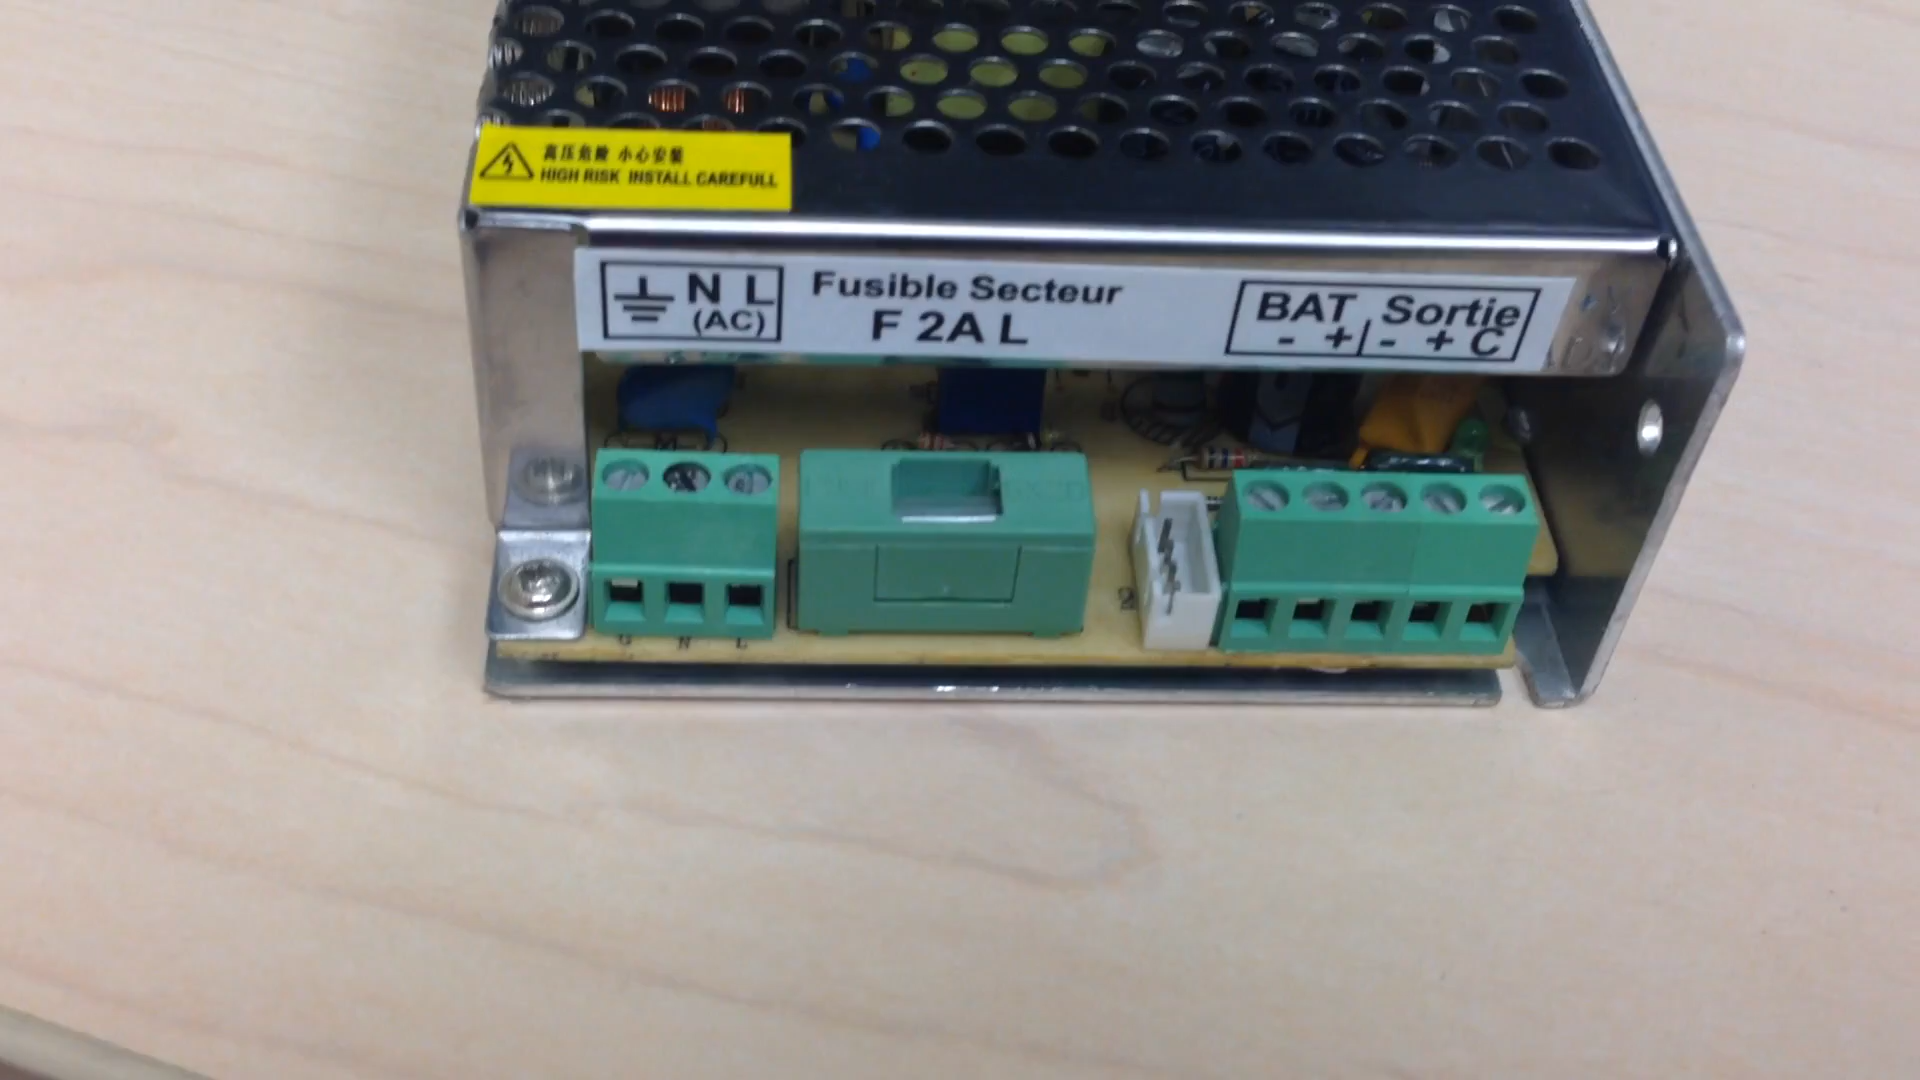 高压危险 小心安装
HIGH RISK INSTALL CAREFULL
N L
(AC)
Fusible Secteur
F 2A L
BAT Sortie
- + - + C
G N L